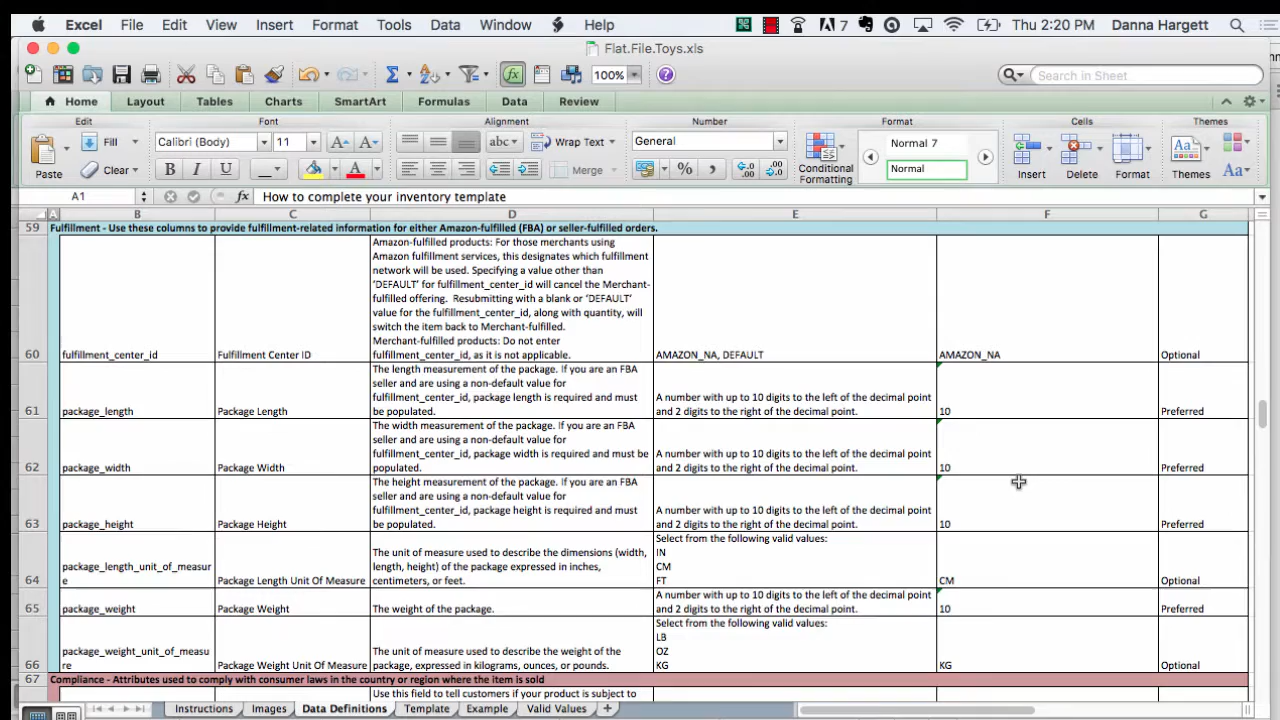 Excel File Edit View Insert Format Tools Data Window Help 7 Thu 2:20 PM Danna Hargett
Flat.File.Toys.xls
100% Search in Sheet
Home Layout Tables Charts SmartArt Formulas Data Review
Edit Font Alignment Number Format Cells Themes
Fill Calibri (Body) 11 abc Wrap Text General Normal 7
Paste Clear B I U Merge % Conditional Formatting Normal Insert Delete Format Themes Aa
A1 fx How to complete your inventory template
A B C D E F G
59 Fulfillment - Use these columns to provide fulfillment-related information for either Amazon-fulfilled (FBA) or seller-fulfilled orders.
Amazon-fulfilled products: For those merchants using
Amazon fulfillment services, this designates which fulfillment
network will be used. Specifying a value other than
‘DEFAULT’ for fulfillment_center_id will cancel the Merchant-
fulfilled offering. Resubmitting with a blank or ‘DEFAULT’
value for the fulfillment_center_id, along with quantity, will
switch the item back to Merchant-fulfilled.
Merchant-fulfilled products: Do not enter
60 fulfillment_center_id Fulfillment Center ID fulfillment_center_id, as it is not applicable. AMAZON_NA, DEFAULT AMAZON_NA Optional
The length measurement of the package. If you are an FBA
seller and are using a non-default value for
fulfillment_center_id, package length is required and must A number with up to 10 digits to the left of the decimal point
61 package_length Package Length be populated. and 2 digits to the right of the decimal point. 10 Preferred
The width measurement of the package. If you are an FBA
seller and are using a non-default value for
fulfillment_center_id, package width is required and must be A number with up to 10 digits to the left of the decimal point
62 package_width Package Width populated. and 2 digits to the right of the decimal point. 10 Preferred
The height measurement of the package. If you are an FBA
seller and are using a non-default value for
fulfillment_center_id, package height is required and must A number with up to 10 digits to the left of the decimal point
63 package_height Package Height be populated. and 2 digits to the right of the decimal point. 10 Preferred
Select from the following valid values:
The unit of measure used to describe the dimensions (width, IN
package_length_unit_of_measur length, height) of the package expressed in inches, CM
64 e Package Length Unit Of Measure centimeters, or feet. FT CM Optional
A number with up to 10 digits to the left of the decimal point
65 package_weight Package Weight The weight of the package. and 2 digits to the right of the decimal point. 10 Preferred
Select from the following valid values:
LB
package_weight_unit_of_measu The unit of measure used to describe the weight of the OZ
66 re Package Weight Unit Of Measure package, expressed in kilograms, ounces, or pounds. KG KG Optional
67 Compliance - Attributes used to comply with consumer laws in the country or region where the item is sold
Use this field to tell customers if your product is subject to
Instructions Images Data Definitions Template Example Valid Values +